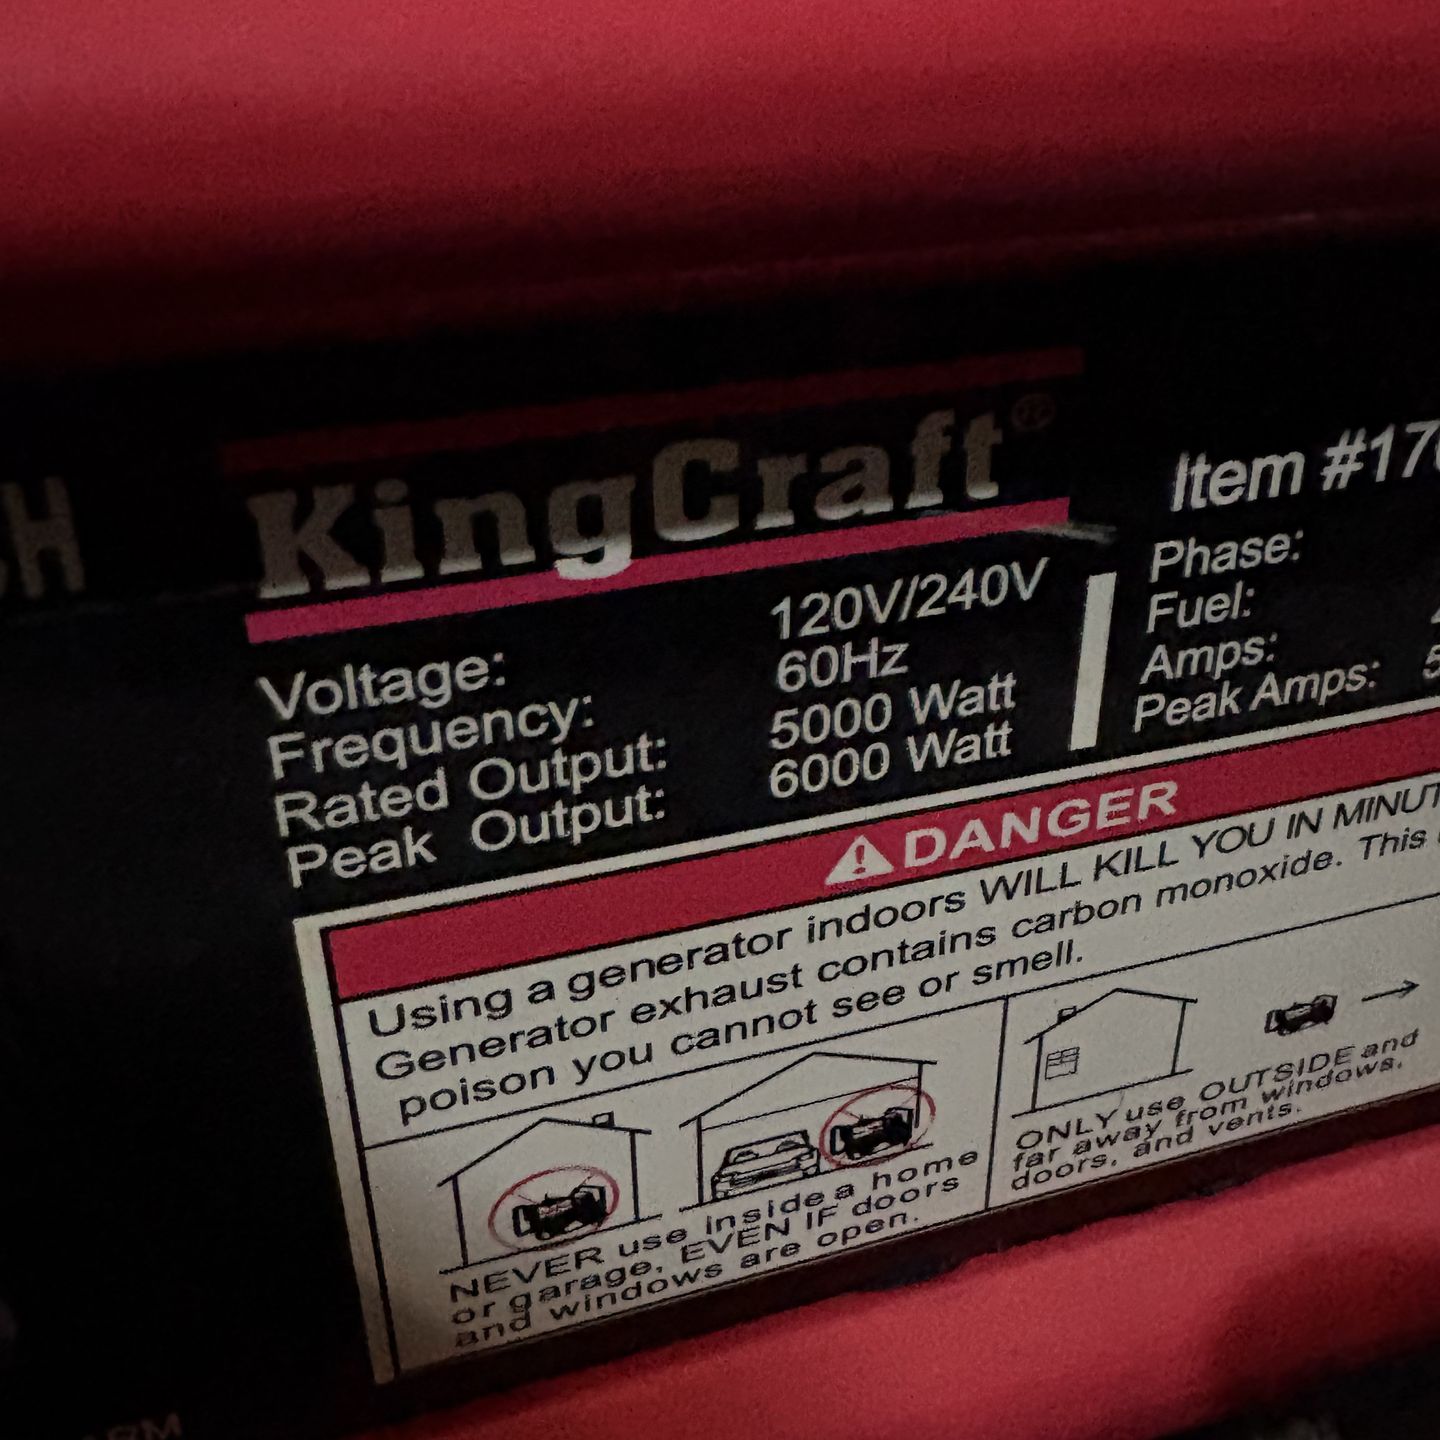 KingCraft®
Item #170
Voltage: 120V/240V
Frequency: 60Hz
Rated Output: 5000 Watt
Peak Output: 6000 Watt
Phase:
Fuel:
Amps:
Peak Amps: 5
DANGER
Using a generator indoors WILL KILL YOU IN MINUT
Generator exhaust contains carbon monoxide. This
poison you cannot see or smell.
NEVER use inside a home
or garage, EVEN IF doors
and windows are open.
ONLY use OUTSIDE and
far away from windows,
doors, and vents.